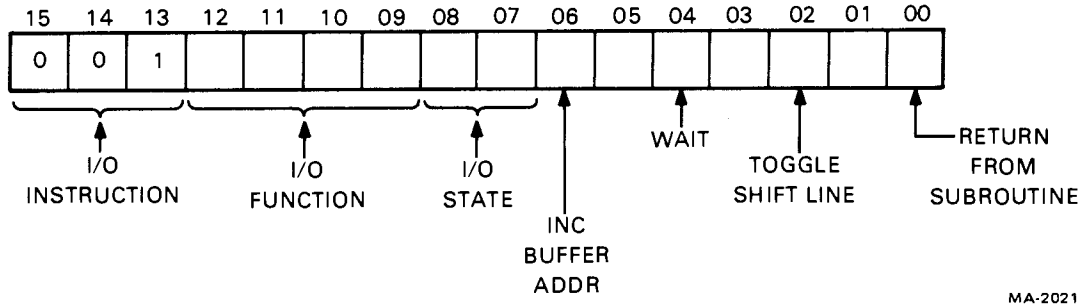 15 14 13 12 11 10 09 08 07 06 05 04 03 02 01 00
0 0 1
I/O INSTRUCTION
I/O FUNCTION
I/O STATE
INC BUFFER ADDR
WAIT
TOGGLE SHIFT LINE
RETURN FROM SUBROUTINE
MA-2021